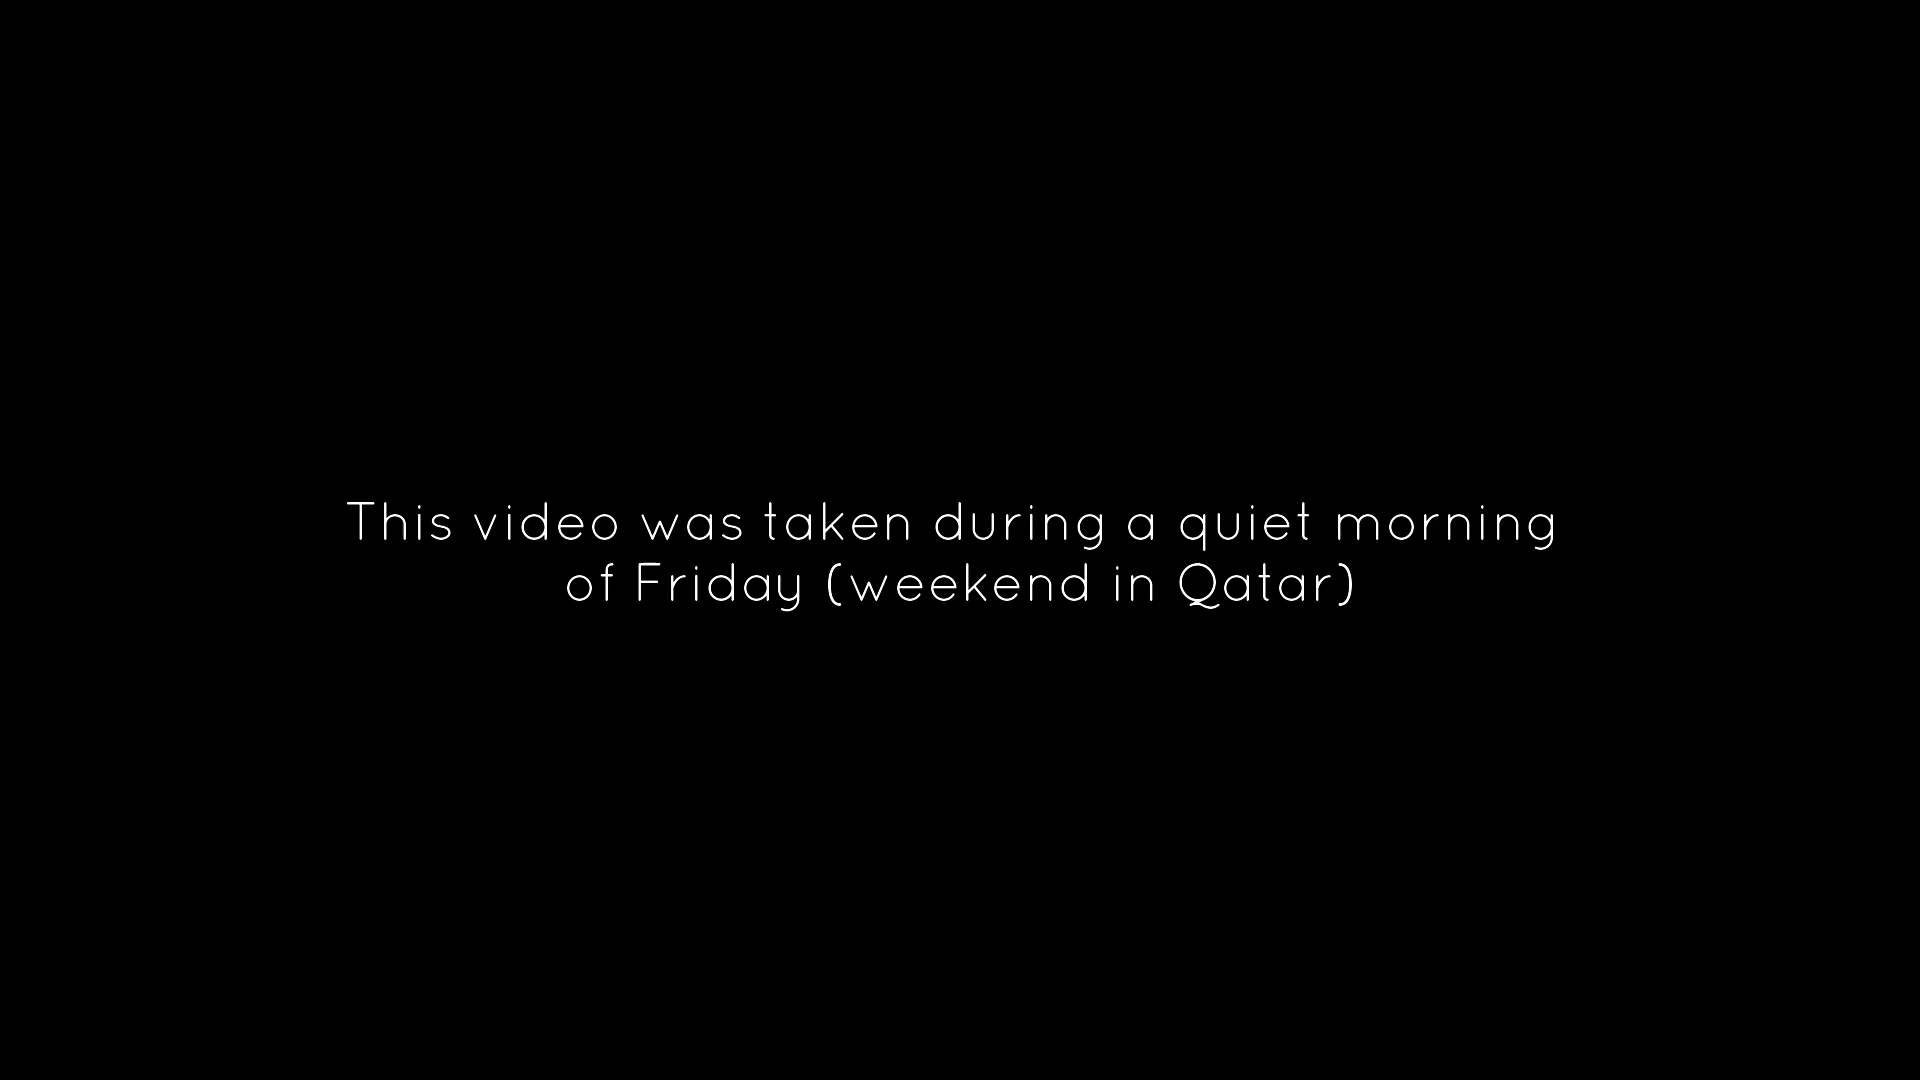 This video was taken during a quiet morning
of Friday (weekend in Qatar)